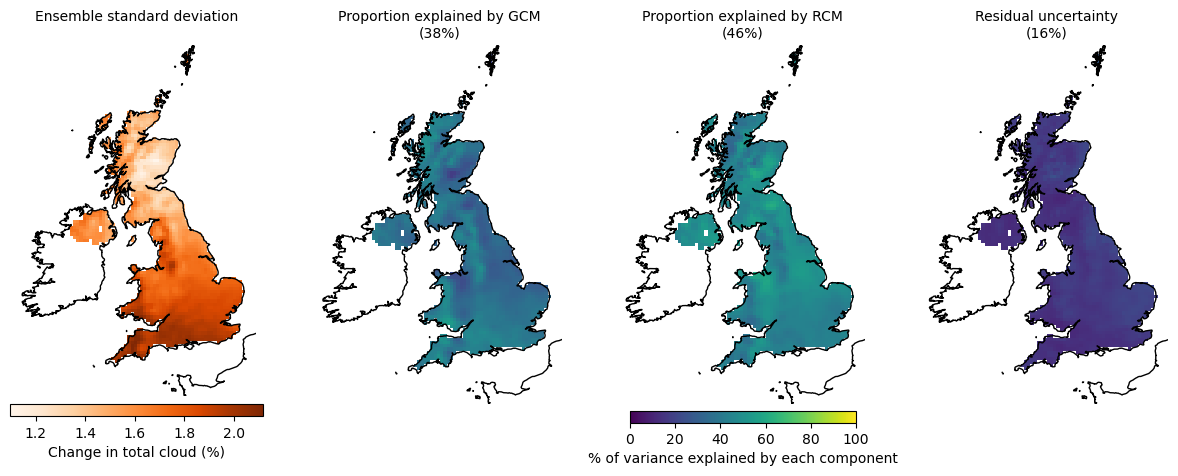 Ensemble standard deviation
Proportion explained by GCM
(38%)
Proportion explained by RCM
(46%)
Residual uncertainty
(16%)
1.2 1.4 1.6 1.8 2.0
Change in total cloud (%)
0 20 40 60 80 100
% of variance explained by each component